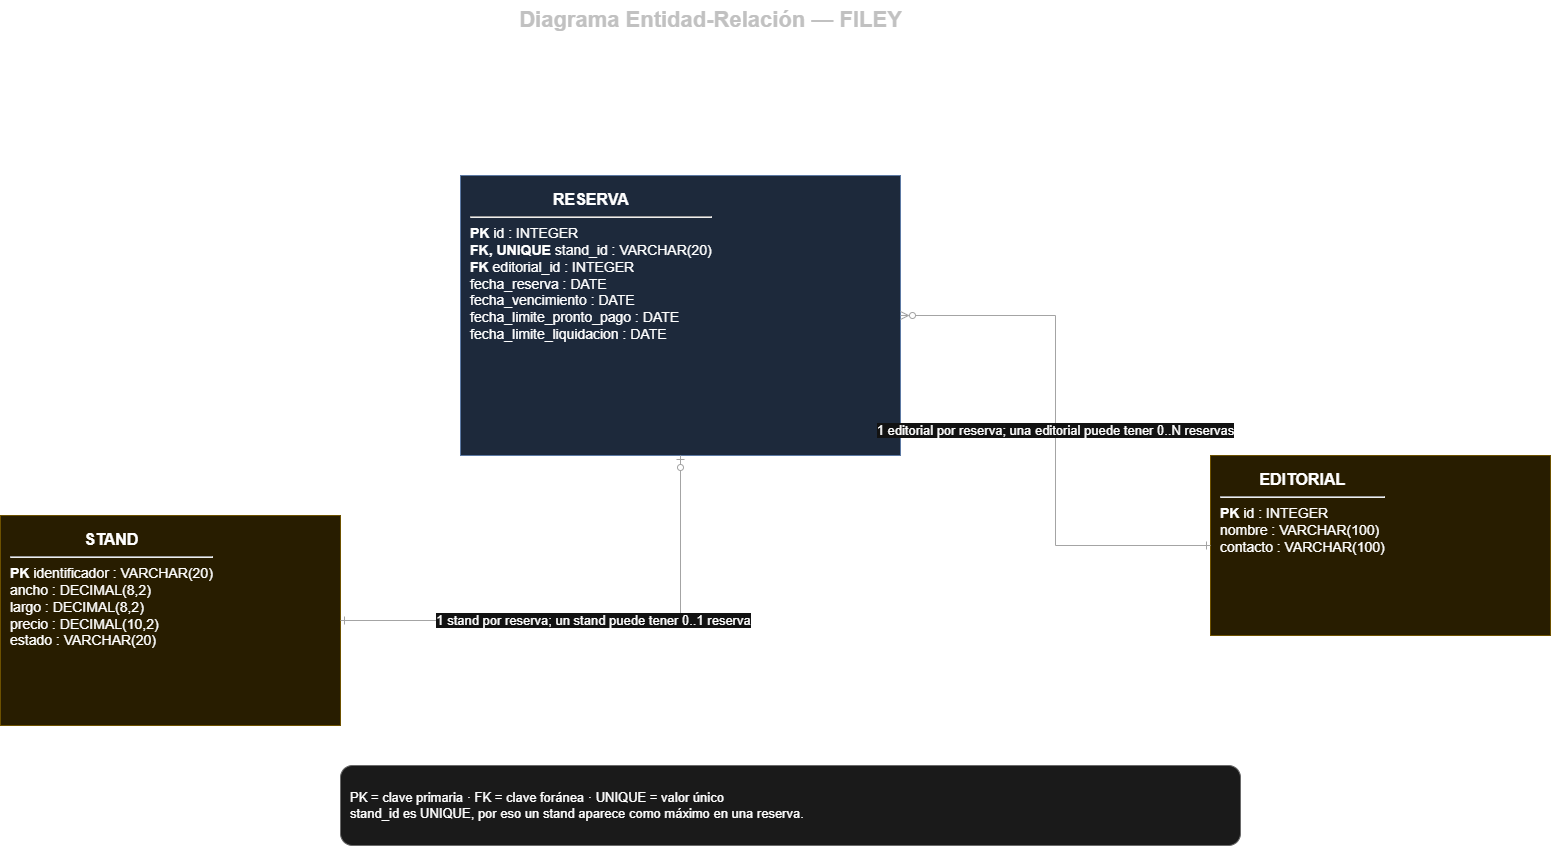 Diagrama Entidad-Relación — FILEY
RESERVA
PK id : INTEGER
FK, UNIQUE stand_id : VARCHAR(20)
FK editorial_id : INTEGER
fecha_reserva : DATE
fecha_vencimiento : DATE
fecha_limite_pronto_pago : DATE
fecha_limite_liquidacion : DATE
1 editorial por reserva; una editorial puede tener 0..N reservas
EDITORIAL
PK id : INTEGER
nombre : VARCHAR(100)
contacto : VARCHAR(100)
STAND
PK identificador : VARCHAR(20)
ancho : DECIMAL(8,2)
largo : DECIMAL(8,2)
precio : DECIMAL(10,2)
estado : VARCHAR(20)
1 stand por reserva; un stand puede tener 0..1 reserva
PK = clave primaria · FK = clave foránea · UNIQUE = valor único
stand_id es UNIQUE, por eso un stand aparece como máximo en una reserva.